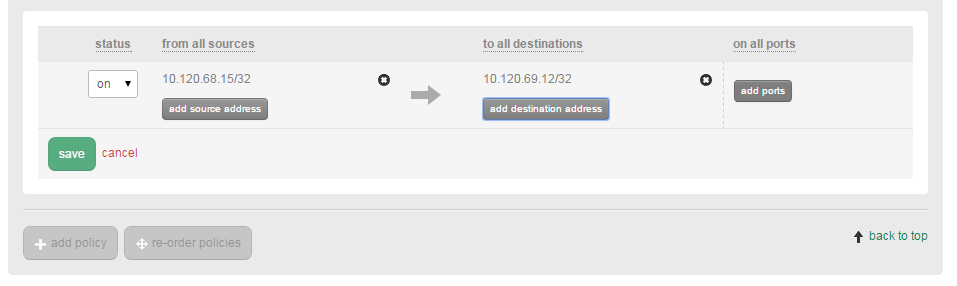 status from all sources to all destinations on all ports
on 10.120.68.15/32 10.120.69.12/32
add source address add destination address add ports
save cancel
add policy re-order policies back to top